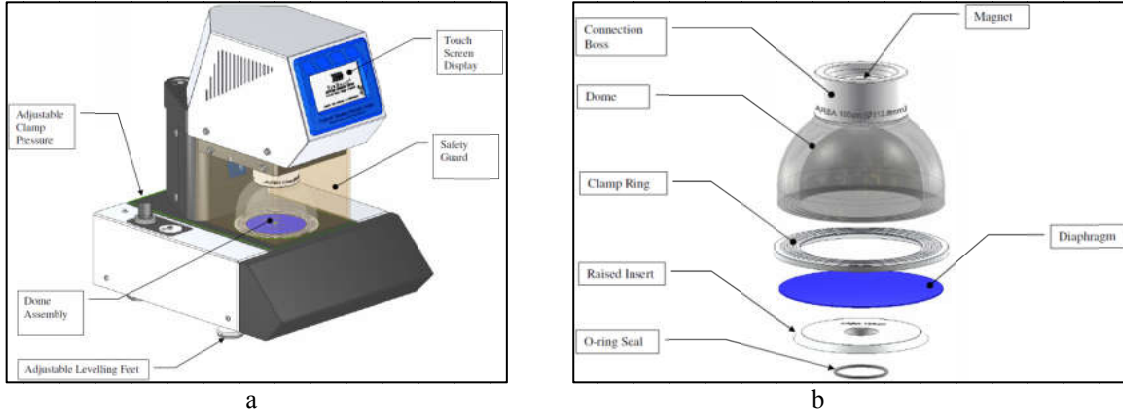 Touch
Screen
Display
Adjustable
Clamp
Pressure
Safety
Guard
Dome
Assembly
Adjustable Levelling Feet
a
Connection
Boss
Magnet
Dome
Clamp Ring
Diaphragm
Raised Insert
O-ring Seal
b